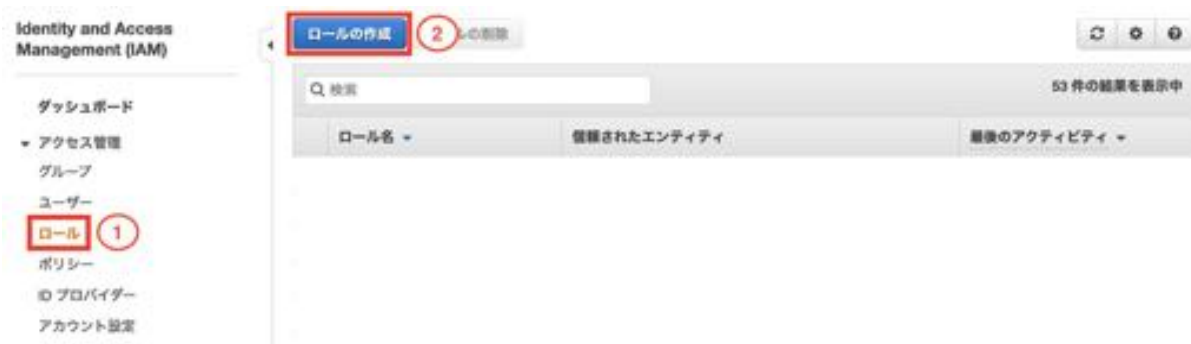 Identity and Access
Management (IAM)
ダッシュボード
アクセス管理
グループ
ユーザー
ロール 1
ポリシー
ID プロバイダー
アカウント設定
ロールの作成 2 ルの削除
検索
53 件の結果を表示中
ロール名 信頼されたエンティティ 最後のアクティビティ